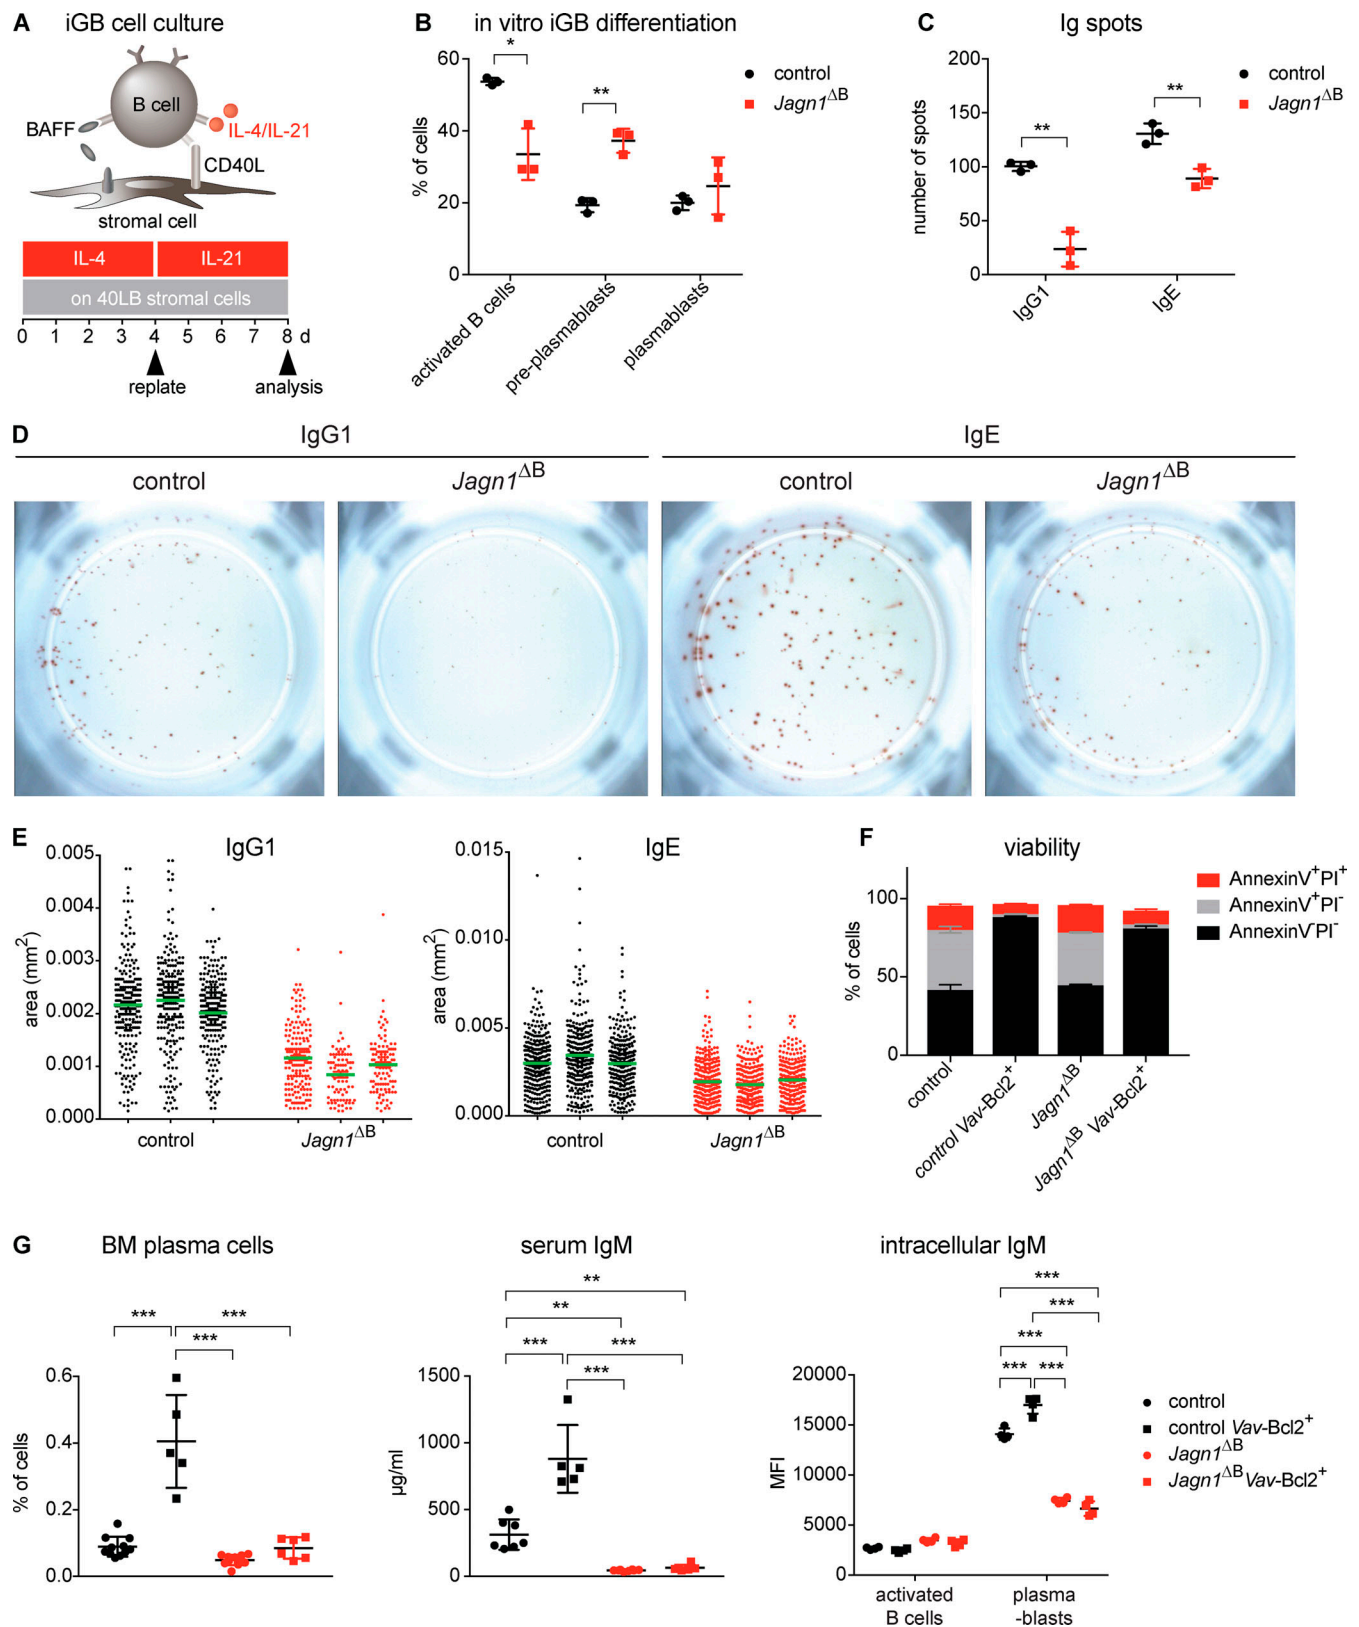 A iGB cell culture
B cell
BAFF
IL-4/IL-21
CD40L
stromal cell
IL-4 IL-21
on 40LB stromal cells
0 1 2 3 4 5 6 7 8 d
replate analysis
B in vitro iGB differentiation
% of cells
60
40
20
0
* **
control
Jagn1ΔB
activated B cells
pre-plasmablasts
plasmablasts
C Ig spots
number of spots
200
150
100
50
0
** **
control
Jagn1ΔB
IgG1
IgE
D IgG1 IgE
control Jagn1ΔB control Jagn1ΔB
E IgG1
area (mm2)
0.005
0.004
0.003
0.002
0.001
0.000
control Jagn1ΔB
IgE
area (mm2)
0.015
0.010
0.005
0.000
control Jagn1ΔB
F viability
% of cells
100
50
0
AnnexinV+PI+
AnnexinV+PI-
AnnexinV-PI-
control
control Vav-Bcl2+
Jagn1ΔB
Jagn1ΔB Vav-Bcl2+
G BM plasma cells
*** ***
***
% of cells
0.6
0.4
0.2
0.0
serum IgM
**
**
*** ***
***
µg/ml
1500
1000
500
0
intracellular IgM
***
***
***
*** ***
MFI
20000
15000
10000
5000
0
activated
B cells
plasma
-blasts
control
control Vav-Bcl2+
Jagn1ΔB
Jagn1ΔB Vav-Bcl2+